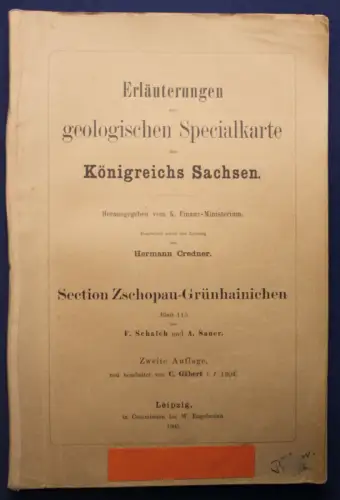 Erläuterungen
zur
geologischen Specialkarte
des
Königreichs Sachsen.
Herausgegeben vom K. Finanz-Ministerium.
Bearbeitet unter der Leitung
von
Hermann Credner.
Section Zschopau-Grünhainichen
Blatt 115
von
F. Schalch und A. Sauer.
Zweite Auflage,
neu bearbeitet von C. Gäbert i. J.
Leipzig,
in Commission bei W. Engelmann.